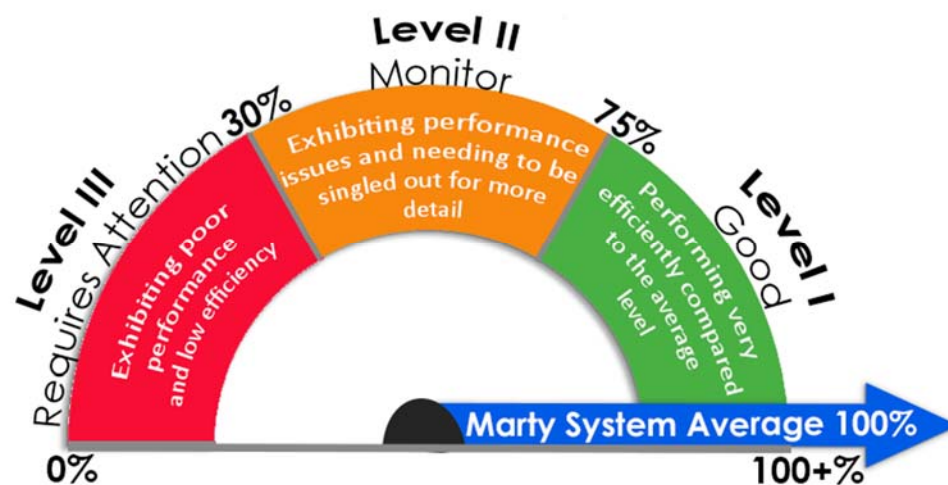 Level II
Monitor
30%
75%
Level III
Requires Attention
Level I
Good
Exhibiting performance
issues and needing to be
singled out for more
detail
Exhibiting poor
performance
and low efficiency
Performing very
efficiently compared
to the average
level
Marty System Average 100%
0%
100+%